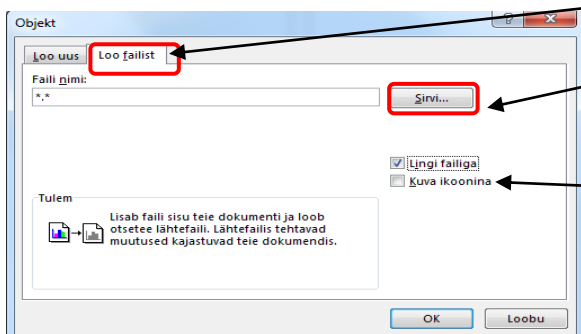 Objekt
Loo uus
Loo failist
Faili nimi:
*.*
Sirvi...
Lingi failiga
Kuva ikoonina
Tulem
Lisab faili sisu teie dokumenti ja loob
otsetee lähtefaili. Lähtefailis tehtavad
muutused kajastuvad teie dokumendis.
OK
Loobu